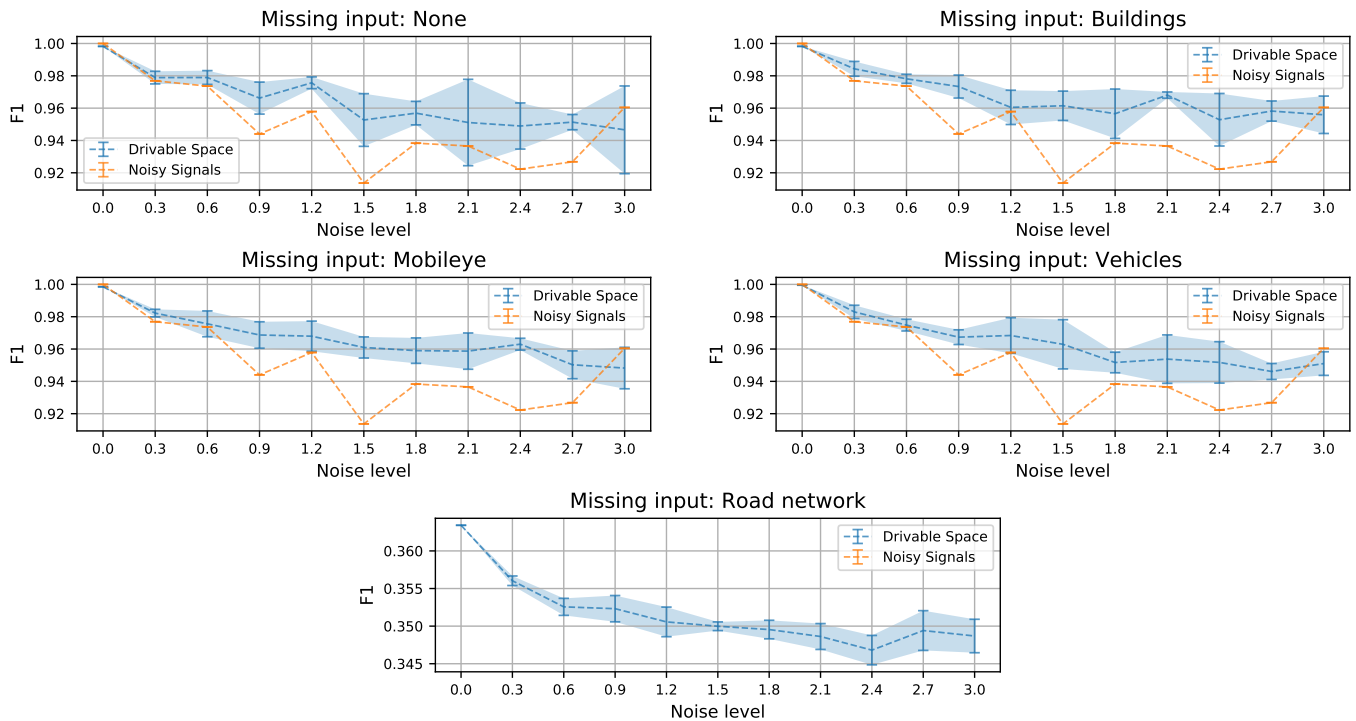 Missing input: None
1.00
0.98
0.96
0.94
0.92
F1
Drivable Space
Noisy Signals
0.0 0.3 0.6 0.9 1.2 1.5 1.8 2.1 2.4 2.7 3.0
Noise level
Missing input: Buildings
1.00
0.98
0.96
0.94
0.92
F1
Drivable Space
Noisy Signals
0.0 0.3 0.6 0.9 1.2 1.5 1.8 2.1 2.4 2.7 3.0
Noise level
Missing input: Mobileye
1.00
0.98
0.96
0.94
0.92
F1
Drivable Space
Noisy Signals
0.0 0.3 0.6 0.9 1.2 1.5 1.8 2.1 2.4 2.7 3.0
Noise level
Missing input: Vehicles
1.00
0.98
0.96
0.94
0.92
F1
Drivable Space
Noisy Signals
0.0 0.3 0.6 0.9 1.2 1.5 1.8 2.1 2.4 2.7 3.0
Noise level
Missing input: Road network
0.360
0.355
0.350
0.345
F1
Drivable Space
Noisy Signals
0.0 0.3 0.6 0.9 1.2 1.5 1.8 2.1 2.4 2.7 3.0
Noise level